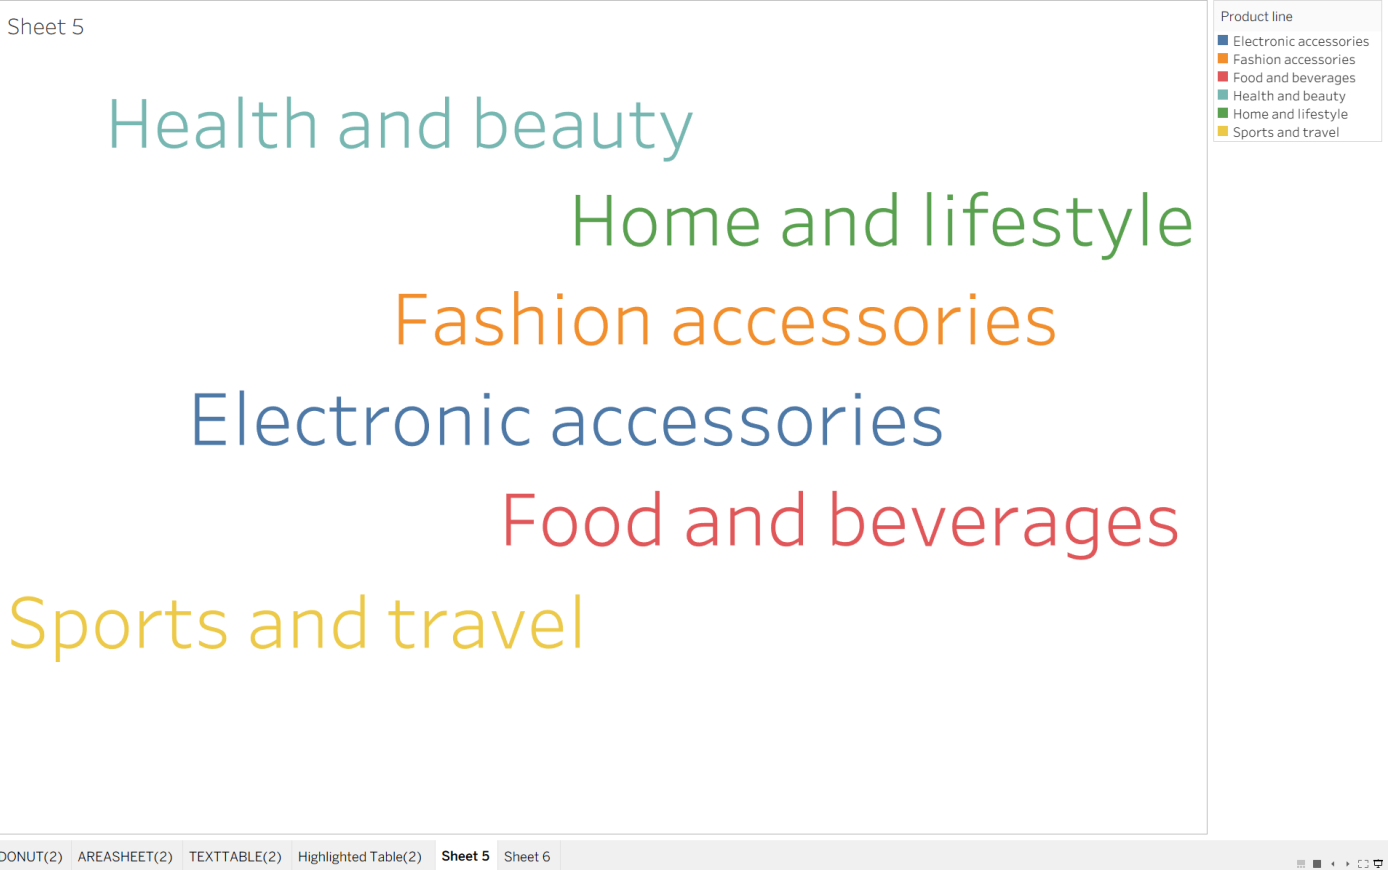 Sheet 5
Health and beauty
Home and lifestyle
Fashion accessories
Electronic accessories
Food and beverages
Sports and travel
Product line
Electronic accessories
Fashion accessories
Food and beverages
Health and beauty
Home and lifestyle
Sports and travel
DONUT(2) AREASHEET(2) TEXTTABLE(2) Highlighted Table(2) Sheet 5 Sheet 6